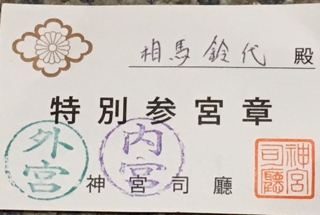 相馬鈴代 殿
特別参宮章
外宮
内宮
神宮司廳
神宮司廳